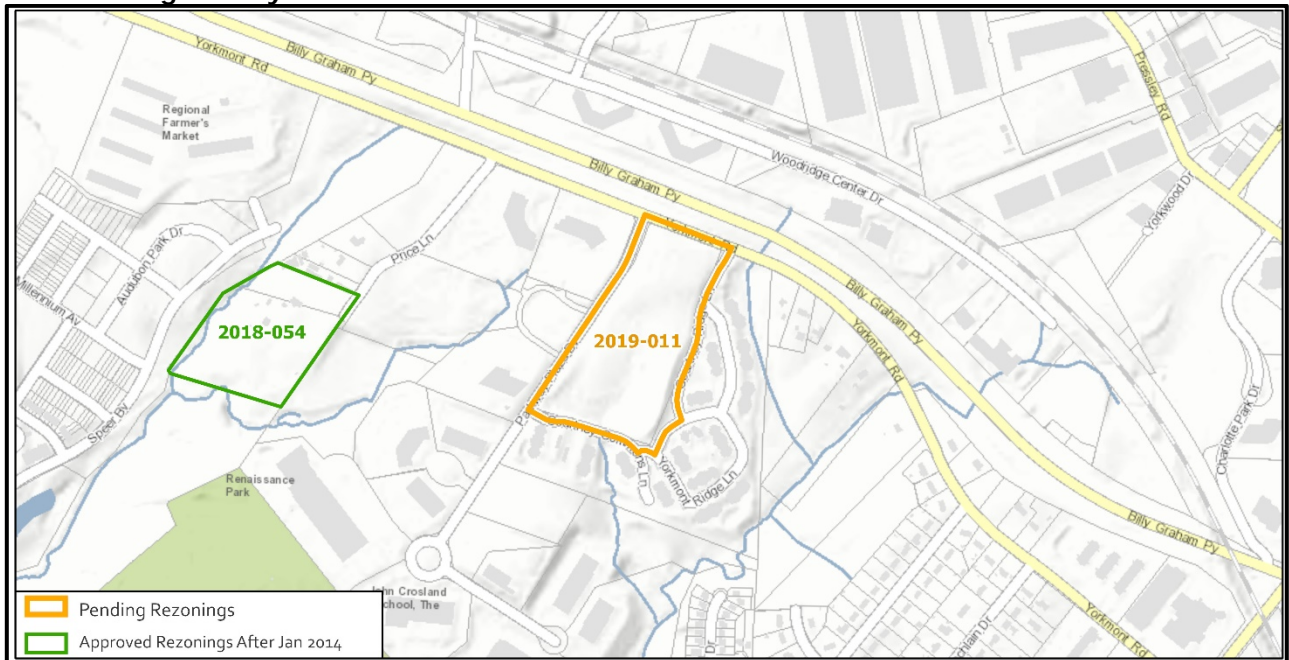 Billy Graham Py
Yorkmont Rd
Regional
Farmer's
Market
Pressley Rd
Woodridge Center Dr
Billy Graham Py
Yorkwood Dr
Audubon Park Dr
Price Ln
Millennium Av
2018-054
2019-011
Billy Graham Py
Yorkmont Rd
Speer Bv
Charlotte Park Dr
Yorkmont
Ridge Ln
Renaissance
Park
Billy Graham Py
School, The
Yorkmont Rd
Dr
Pending Rezonings
Approved Rezonings After Jan 2014